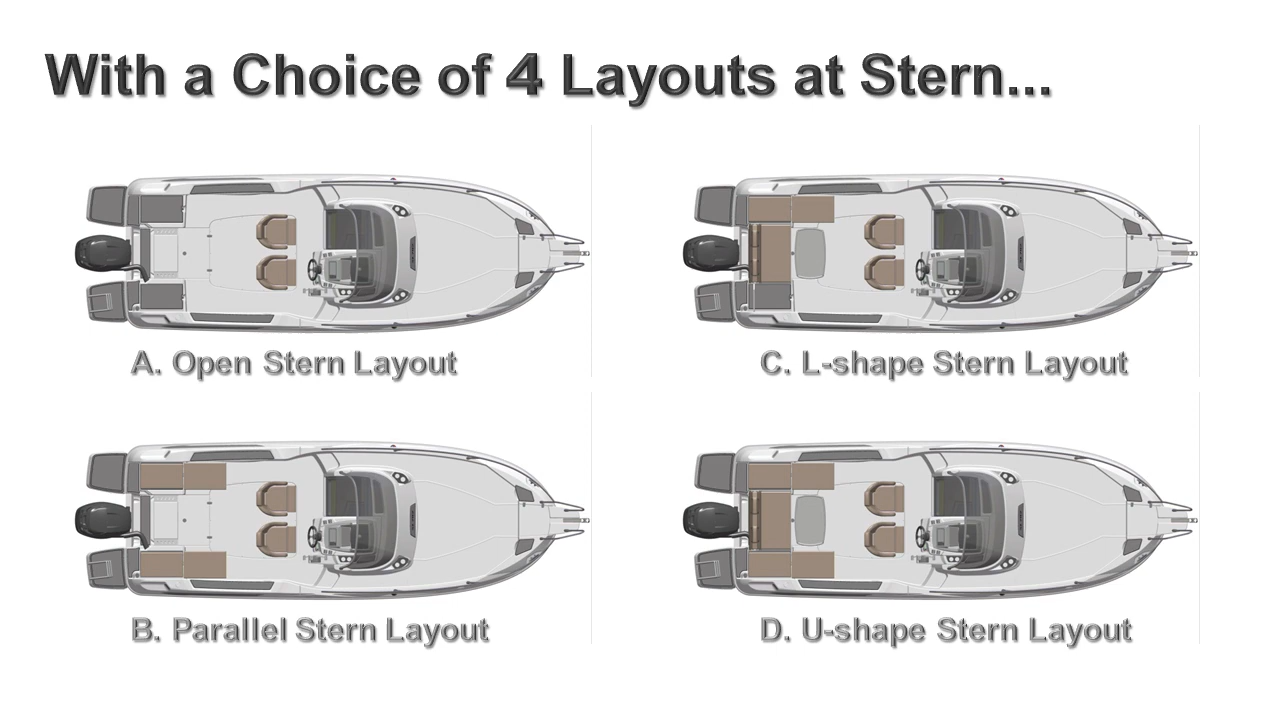 With a Choice of 4 Layouts at Stern...
A. Open Stern Layout
C. L-shape Stern Layout
B. Parallel Stern Layout
D. U-shape Stern Layout